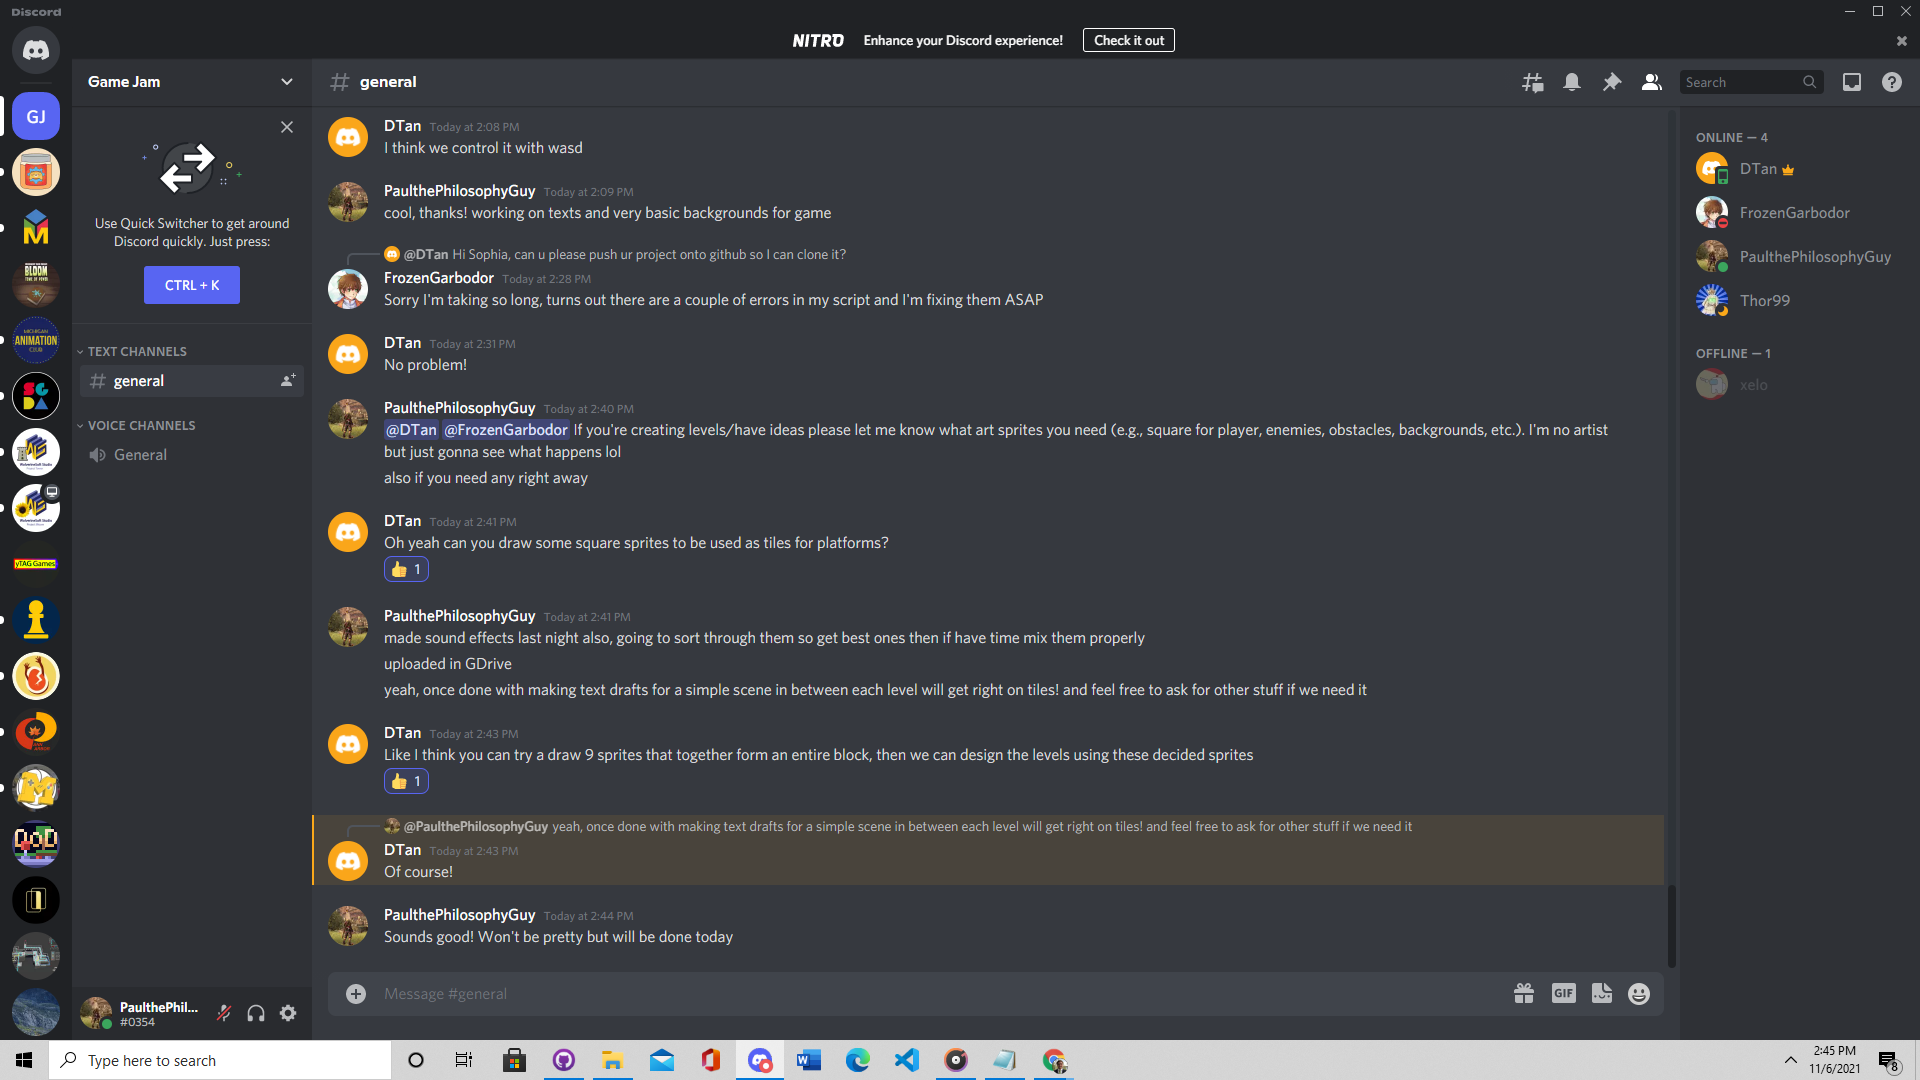 Discord
NITRO Enhance your Discord experience! Check it out
Game Jam
# general
Search
GJ
Use Quick Switcher to get around
Discord quickly. Just press:
CTRL + K
TEXT CHANNELS
# general
VOICE CHANNELS
General
BLOOM
MICHIGAN
ANIMATION
CLUB
SG
DA
WolverineSoft Studio
WolverineSoft Studio
yTAG Games
DTan Today at 2:08 PM
I think we control it with wasd
PaulthePhilosophyGuy Today at 2:09 PM
cool, thanks! working on texts and very basic backgrounds for game
@DTan Hi Sophia, can u please push ur project onto github so I can clone it?
FrozenGarbodor Today at 2:28 PM
Sorry I'm taking so long, turns out there are a couple of errors in my script and I'm fixing them ASAP
DTan Today at 2:31 PM
No problem!
PaulthePhilosophyGuy Today at 2:40 PM
@DTan @FrozenGarbodor If you're creating levels/have ideas please let me know what art sprites you need (e.g., square for player, enemies, obstacles, backgrounds, etc.). I'm no artist
but just gonna see what happens lol
also if you need any right away
DTan Today at 2:41 PM
Oh yeah can you draw some square sprites to be used as tiles for platforms?
👍 1
PaulthePhilosophyGuy Today at 2:41 PM
made sound effects last night also, going to sort through them so get best ones then if have time mix them properly
uploaded in GDrive
yeah, once done with making text drafts for a simple scene in between each level will get right on tiles! and feel free to ask for other stuff if we need it
DTan Today at 2:43 PM
Like I think you can try a draw 9 sprites that together form an entire block, then we can design the levels using these decided sprites
👍 1
@PaulthePhilosophyGuy yeah, once done with making text drafts for a simple scene in between each level will get right on tiles! and feel free to ask for other stuff if we need it
DTan Today at 2:43 PM
Of course!
PaulthePhilosophyGuy Today at 2:44 PM
Sounds good! Won't be pretty but will be done today
Message #general
GIF
ONLINE — 4
DTan
FrozenGarbodor
PaulthePhilosophyGuy
Thor99
OFFLINE — 1
xelo
PaulthePhil...
#0354
Type here to search
2:45 PM
11/6/2021
8